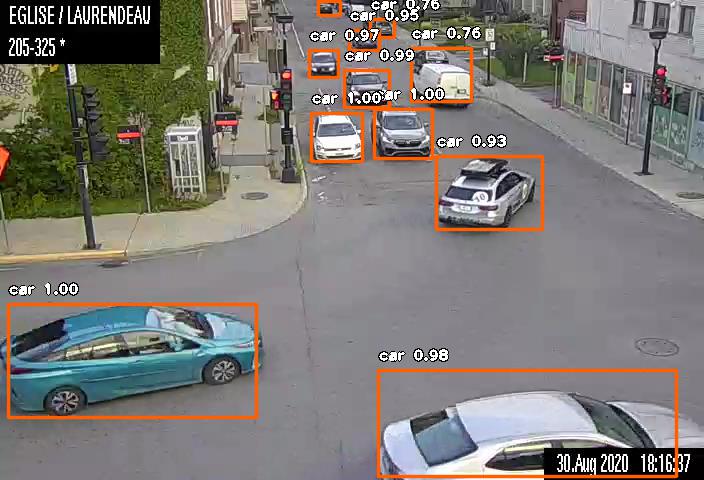 EGLISE / LAURENDEAU
205-325 *
car 0.76
car 0.95
car 0.97
car 0.76
car 0.99
car 1.00
car 1.00
car 0.93
car 1.00
car 0.98
30.Aug 2020 18:16:37